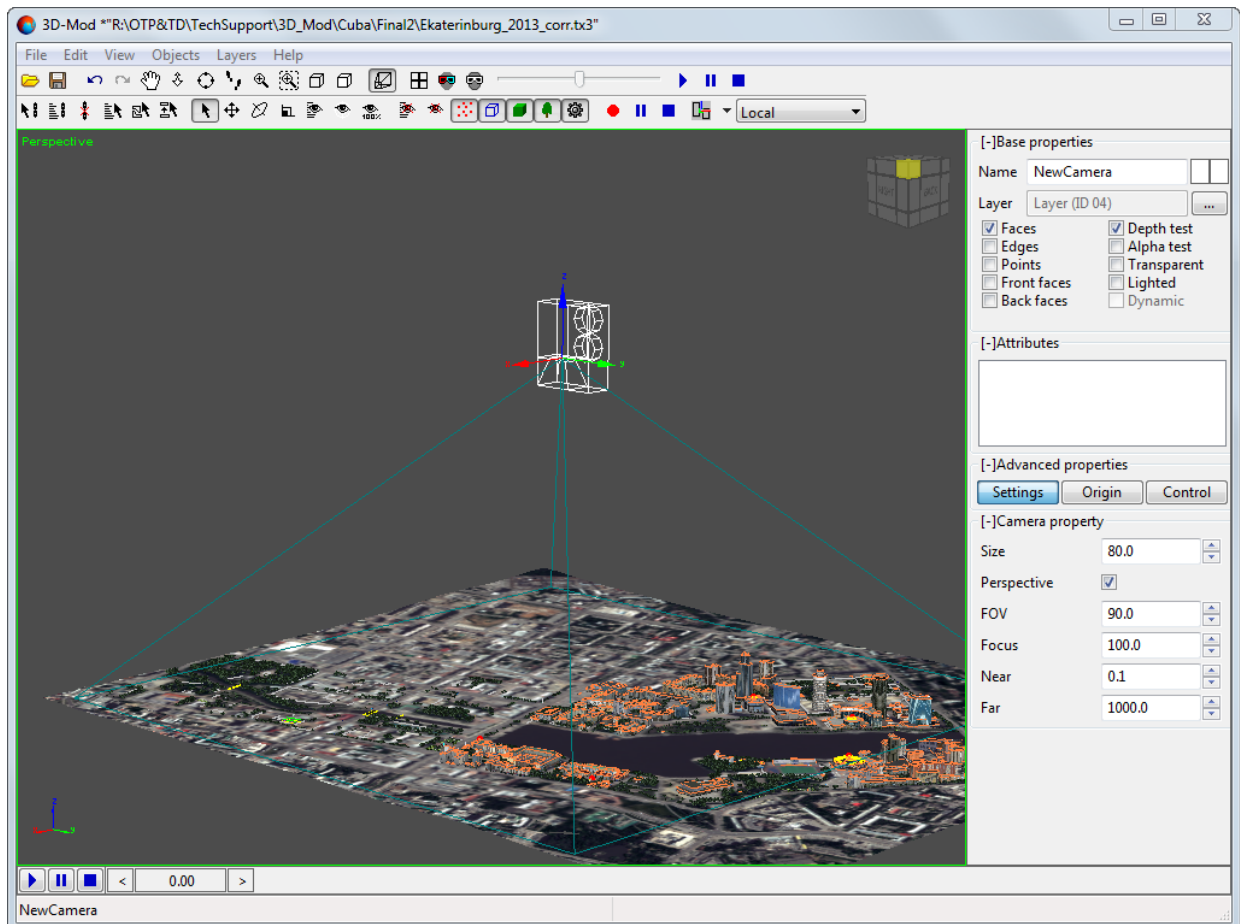 3D-Mod *"R:\OTP&TD\TechSupport\3D_Mod\Cuba\Final2\Ekaterinburg_2013_corr.tx3"
File Edit View Objects Layers Help
100%
Local
Perspective
BACK
z
x y
z
x y
[-]Base properties
Name NewCamera
Layer Layer (ID 04) ...
Faces Depth test
Edges Alpha test
Points Transparent
Front faces Lighted
Back faces Dynamic
[-]Attributes
[-]Advanced properties
Settings Origin Control
[-]Camera property
Size 80.0
Perspective
FOV 90.0
Focus 100.0
Near 0.1
Far 1000.0
< 0.00 >
NewCamera